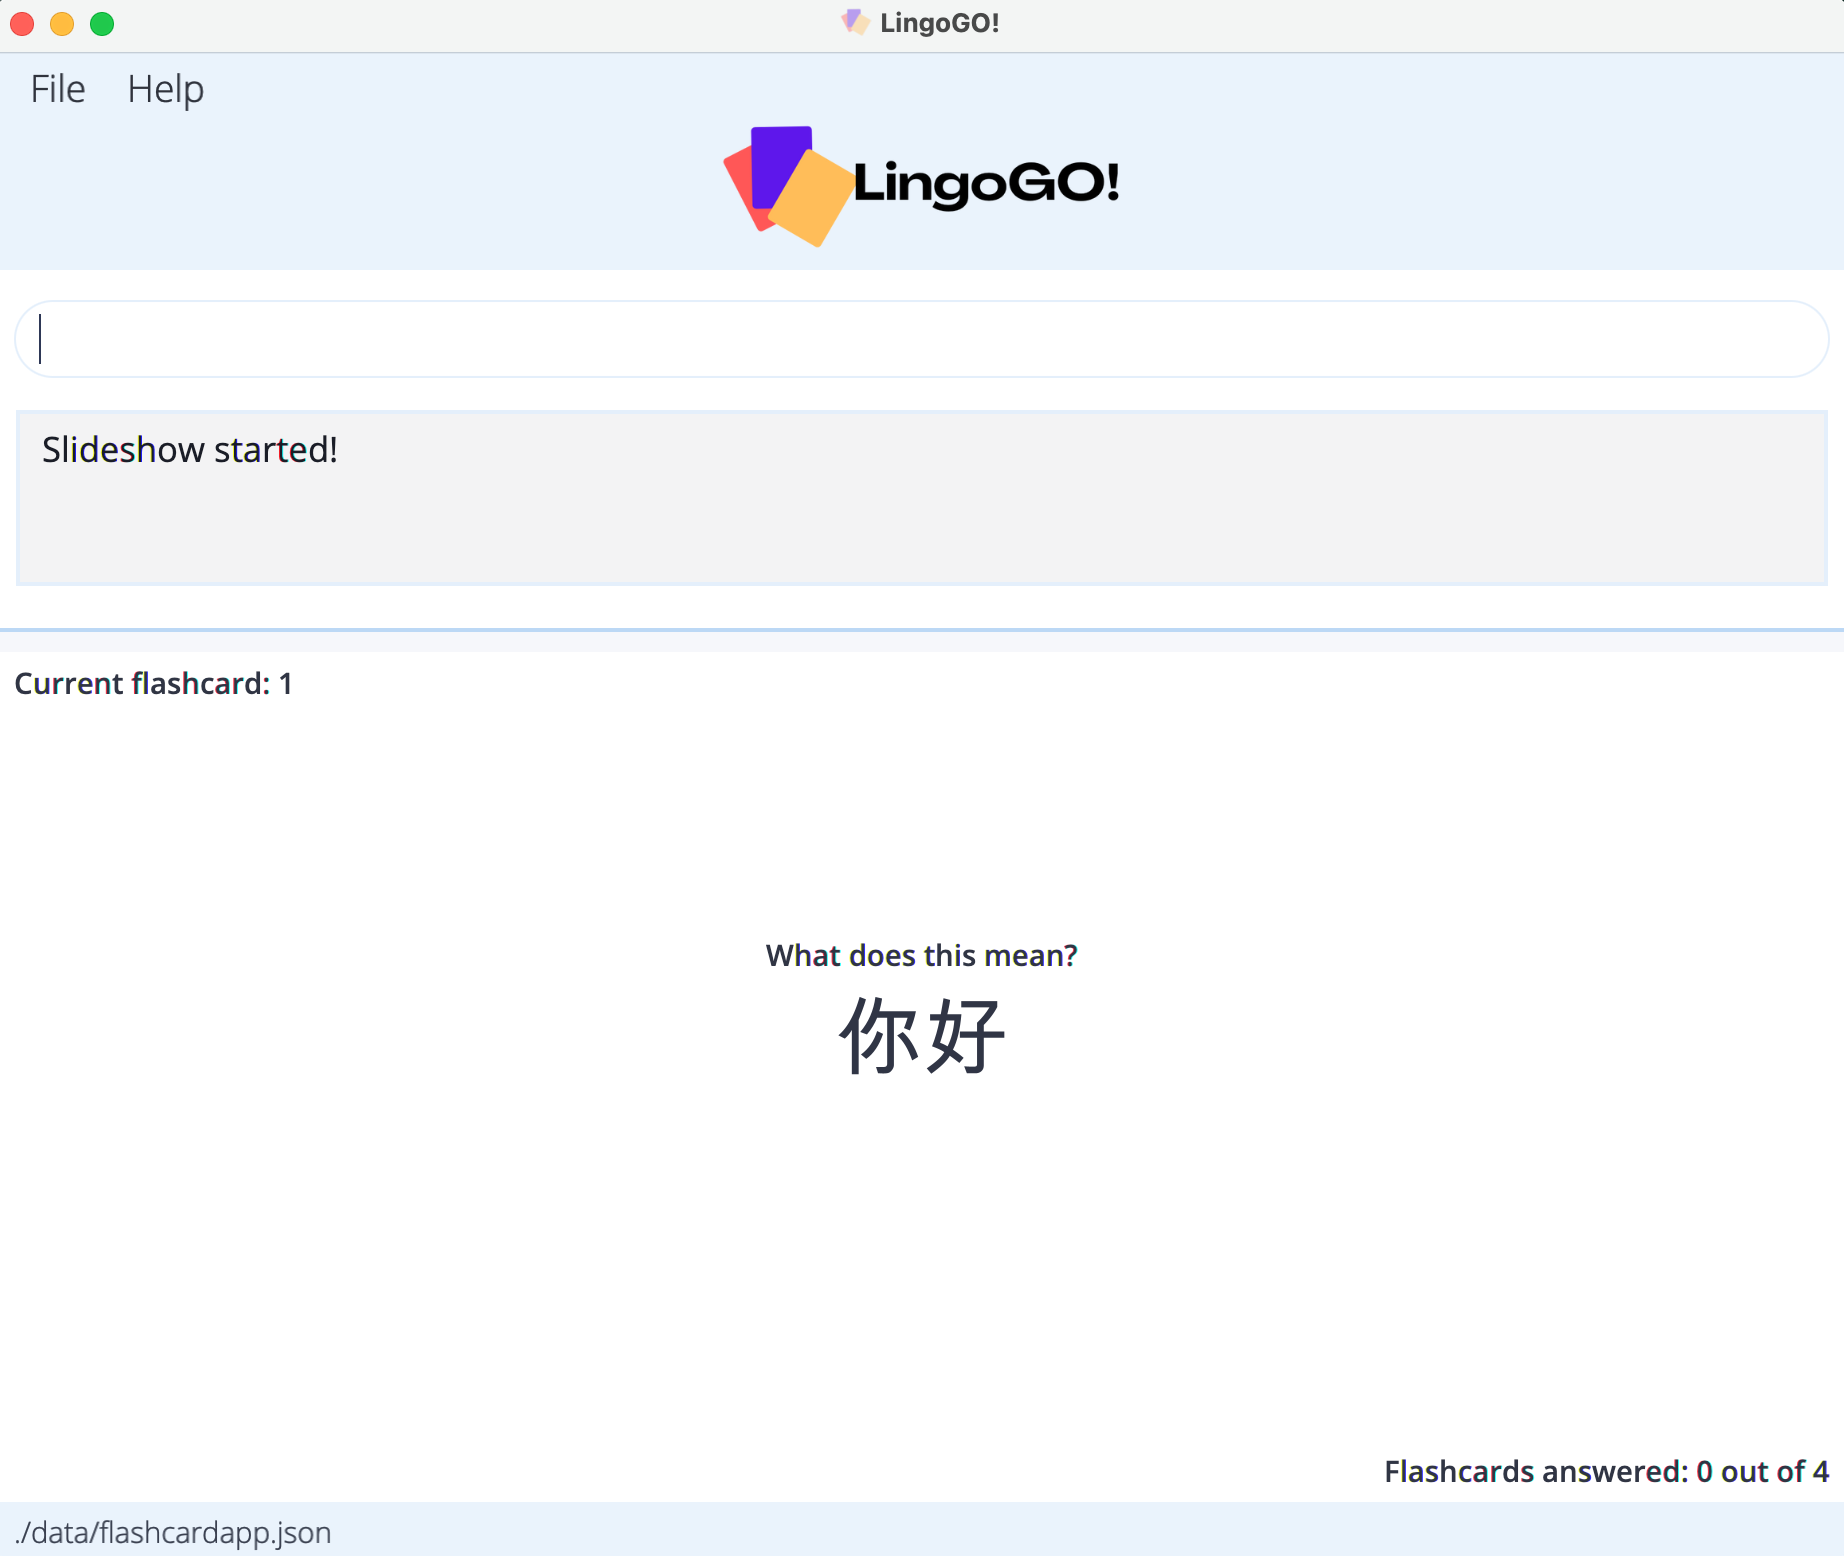 LingoGO!
File Help
LingoGO!
Slideshow started!
Current flashcard: 1
What does this mean?
你好
Flashcards answered: 0 out of 4
./data/flashcardapp.json